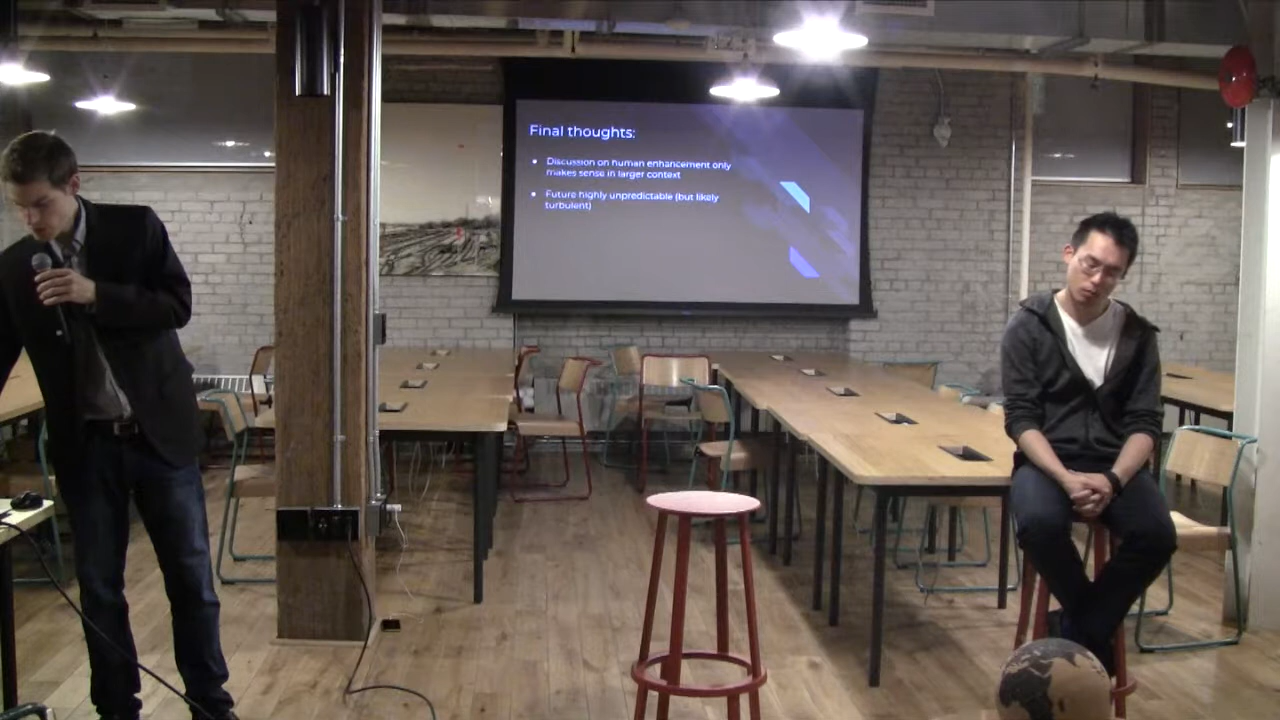 Final thoughts:
Discussion on human enhancement only
makes sense in larger context
Future highly unpredictable (but likely
turbulent)